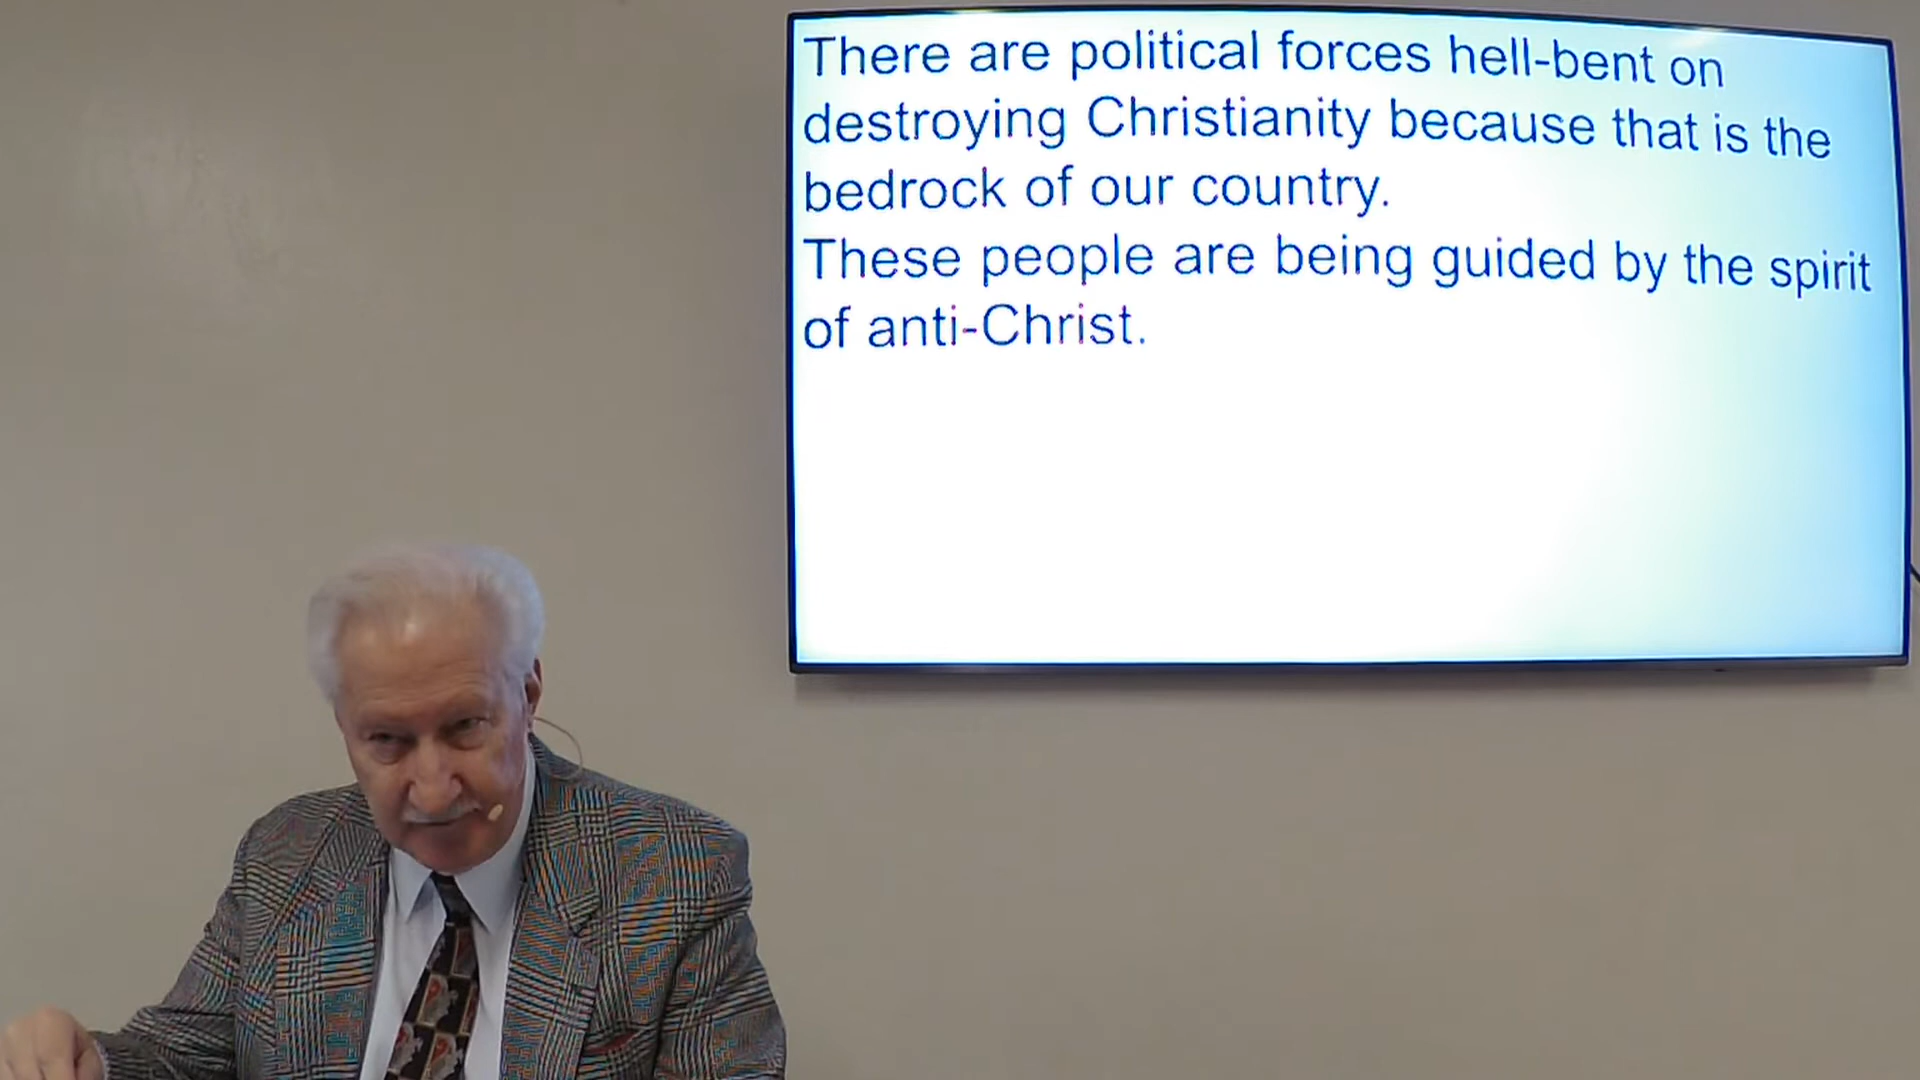 There are political forces hell-bent on
destroying Christianity because that is the
bedrock of our country.
These people are being guided by the spirit
of anti-Christ.